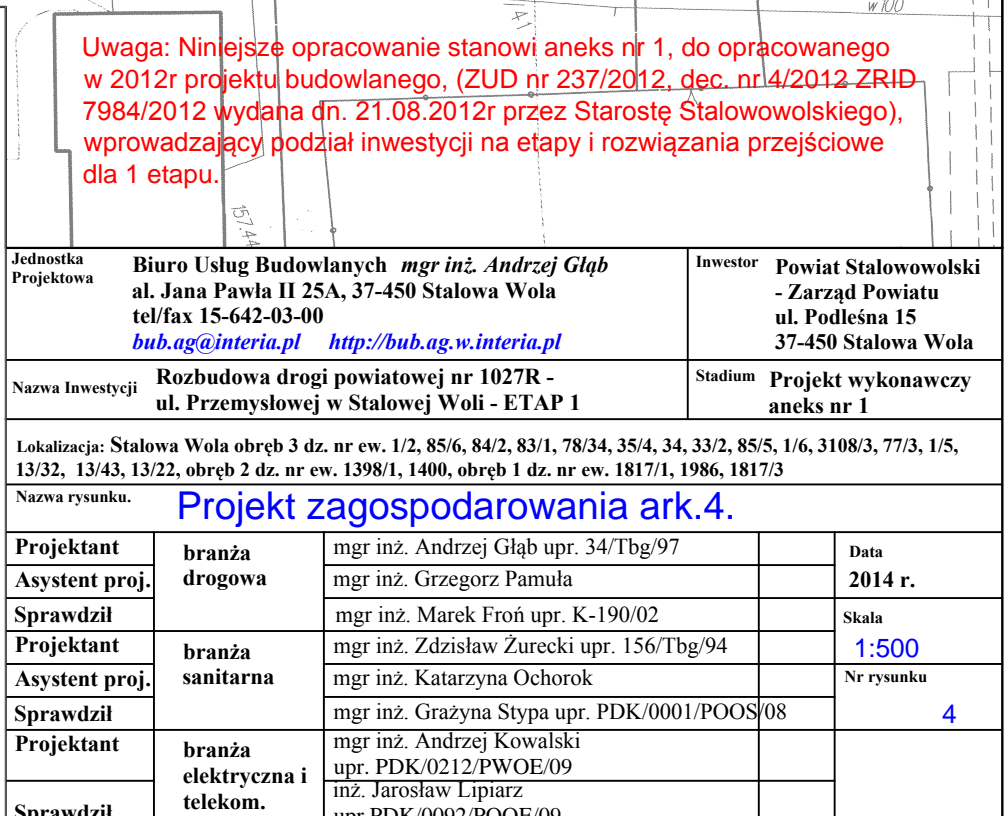 w 100
41
Uwaga: Niniejsze opracowanie stanowi aneks nr 1, do opracowanego
w 2012r projektu budowlanego, (ZUD nr 237/2012, dec. nr 4/2012 ZRID
7984/2012 wydana dn. 21.08.2012r przez Starostę Stalowowolskiego),
wprowadzający podział inwestycji na etapy i rozwiązania przejściowe
dla 1 etapu.
157.44
Jednostka
Projektowa
Biuro Usług Budowlanych mgr inż. Andrzej Głąb
al. Jana Pawła II 25A, 37-450 Stalowa Wola
tel/fax 15-642-03-00
bub.ag@interia.pl http://bub.ag.w.interia.pl
Inwestor
Powiat Stalowowolski
- Zarząd Powiatu
ul. Podleśna 15
37-450 Stalowa Wola
Nazwa Inwestycji
Rozbudowa drogi powiatowej nr 1027R -
ul. Przemysłowej w Stalowej Woli - ETAP 1
Stadium
Projekt wykonawczy
aneks nr 1
Lokalizacja: Stalowa Wola obręb 3 dz. nr ew. 1/2, 85/6, 84/2, 83/1, 78/34, 35/4, 34, 33/2, 85/5, 1/6, 3108/3, 77/3, 1/5,
13/32, 13/43, 13/22, obręb 2 dz. nr ew. 1398/1, 1400, obręb 1 dz. nr ew. 1817/1, 1986, 1817/3
Nazwa rysunku.
Projekt zagospodarowania ark.4.
Projektant
branża
drogowa
mgr inż. Andrzej Głąb upr. 34/Tbg/97
Asystent proj.
mgr inż. Grzegorz Pamuła
Sprawdził
mgr inż. Marek Froń upr. K-190/02
Data
2014 r.
Skala
1:500
Projektant
branża
sanitarna
mgr inż. Zdzisław Żurecki upr. 156/Tbg/94
Asystent proj.
mgr inż. Katarzyna Ochorok
Sprawdził
mgr inż. Grażyna Stypa upr. PDK/0001/POOS/08
Nr rysunku
4
Projektant
branża
elektryczna i
telekom.
mgr inż. Andrzej Kowalski
upr. PDK/0212/PWOE/09
Sprawdził
inż. Jarosław Lipiarz
upr.PDK/0092/POOE/09